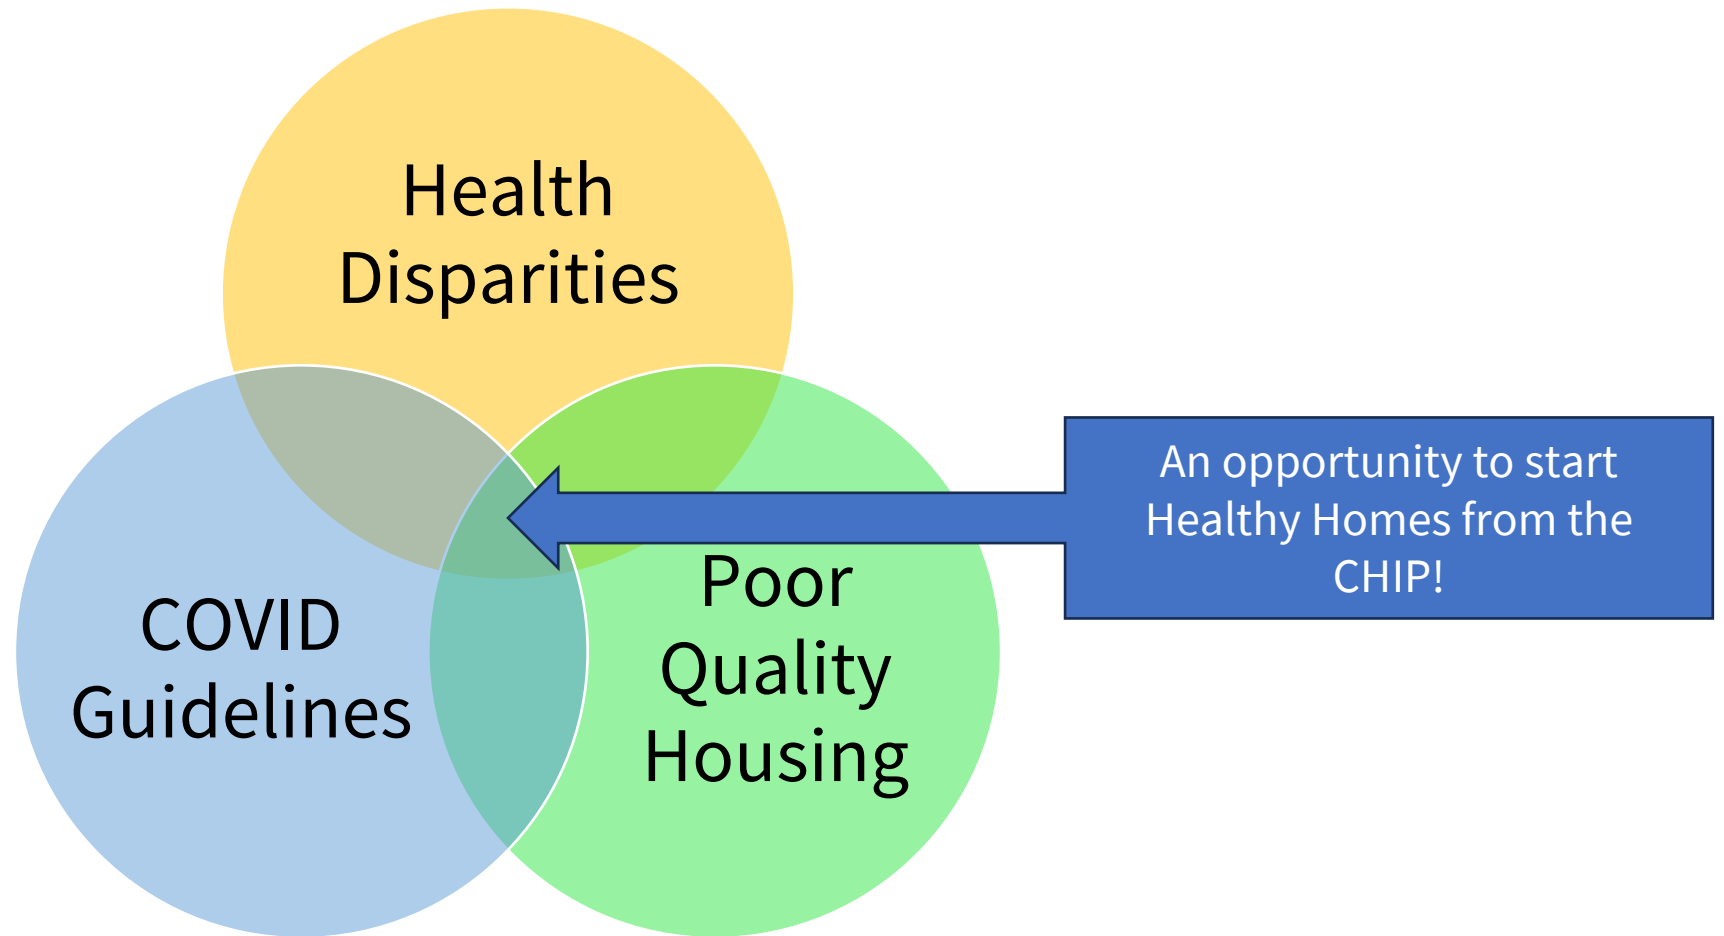 Health
Disparities
COVID
Guidelines
Poor
Quality
Housing
An opportunity to start
Healthy Homes from the
CHIP!